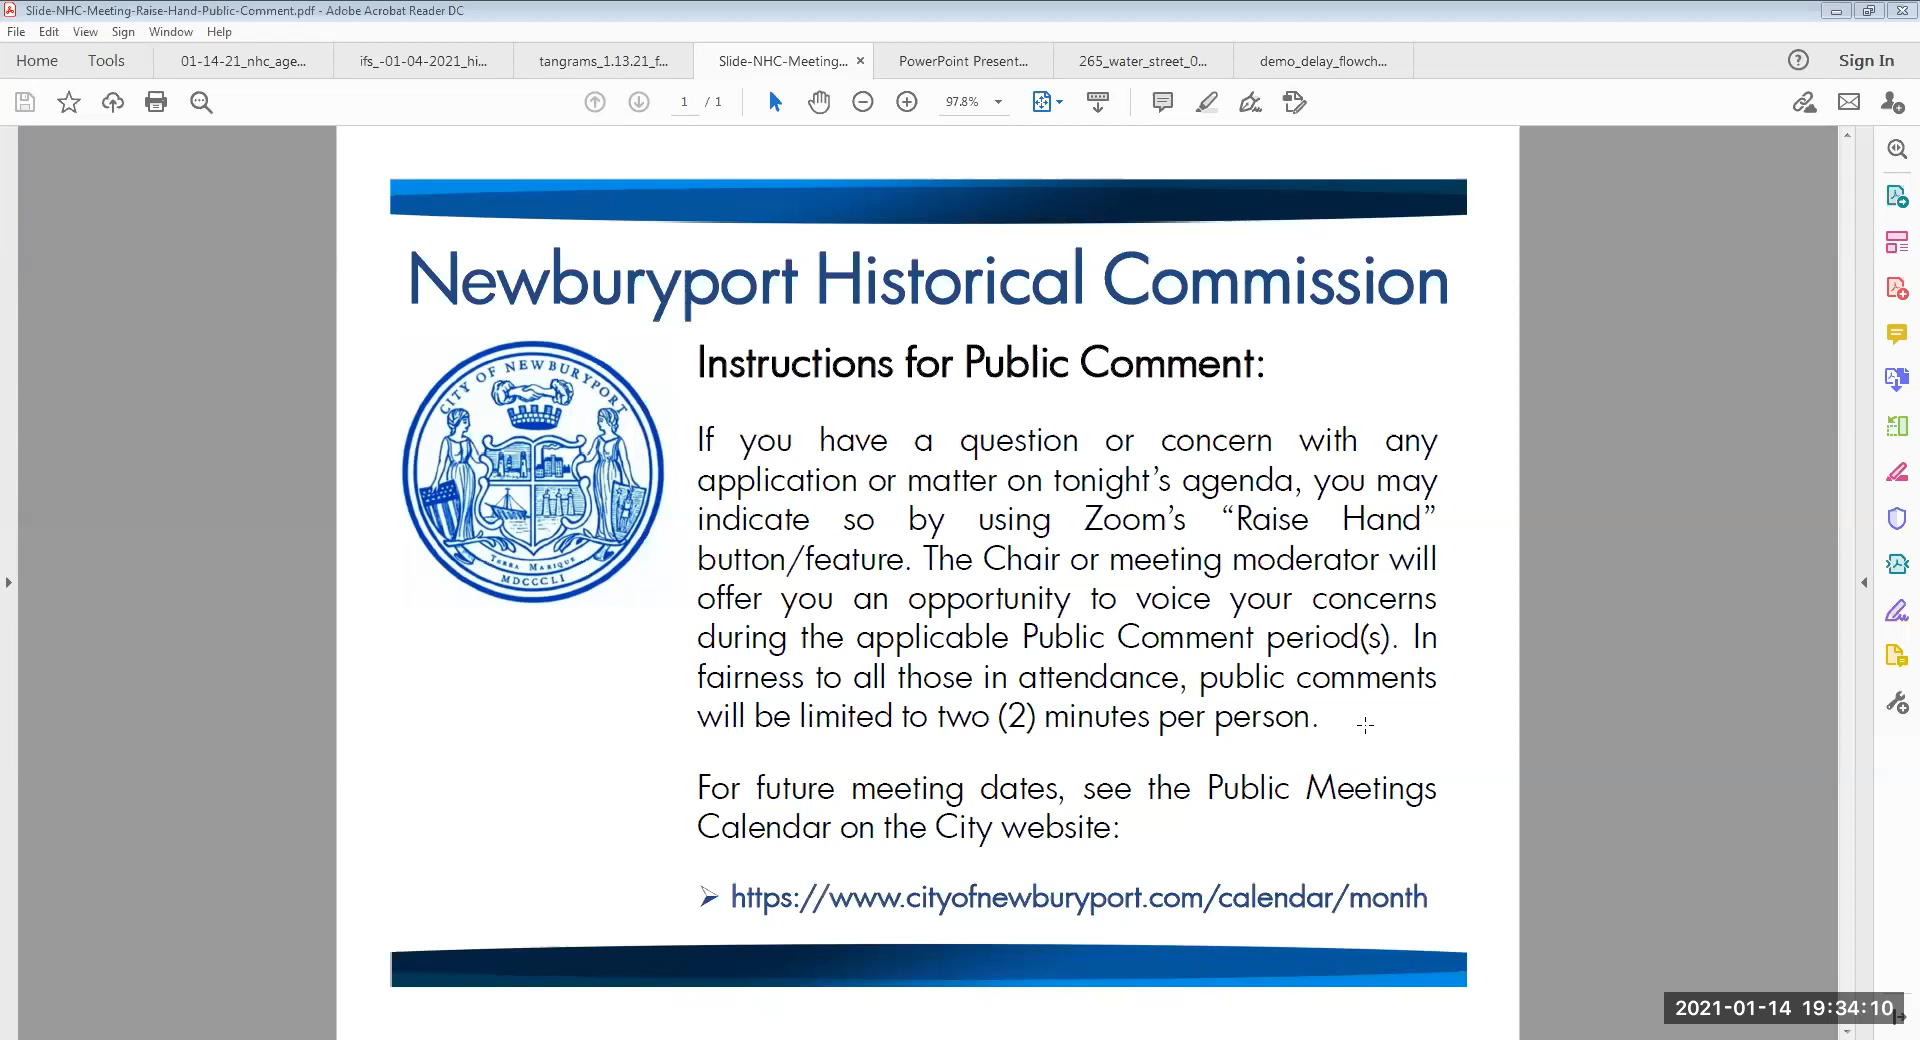 Slide-NHC-Meeting-Raise-Hand-Public-Comment.pdf - Adobe Acrobat Reader DC
File Edit View Sign Window Help
Home Tools 01-14-21_nhc_age... ifs_-01-04-2021_hi... tangrams_1.13.21_f... Slide-NHC-Meeting... × PowerPoint Present... 265_water_street_0... demo_delay_flowch... Sign In
1 / 1 97.8%
Newburyport Historical Commission
CITY OF NEWBURYPORT
TERRA MARIQUE
MDCCCLI
Instructions for Public Comment:
If you have a question or concern with any
application or matter on tonight’s agenda, you may
indicate so by using Zoom’s “Raise Hand”
button/feature. The Chair or meeting moderator will
offer you an opportunity to voice your concerns
during the applicable Public Comment period(s). In
fairness to all those in attendance, public comments
will be limited to two (2) minutes per person.
For future meeting dates, see the Public Meetings
Calendar on the City website:
➢ https://www.cityofnewburyport.com/calendar/month
2021-01-14 19:34:10